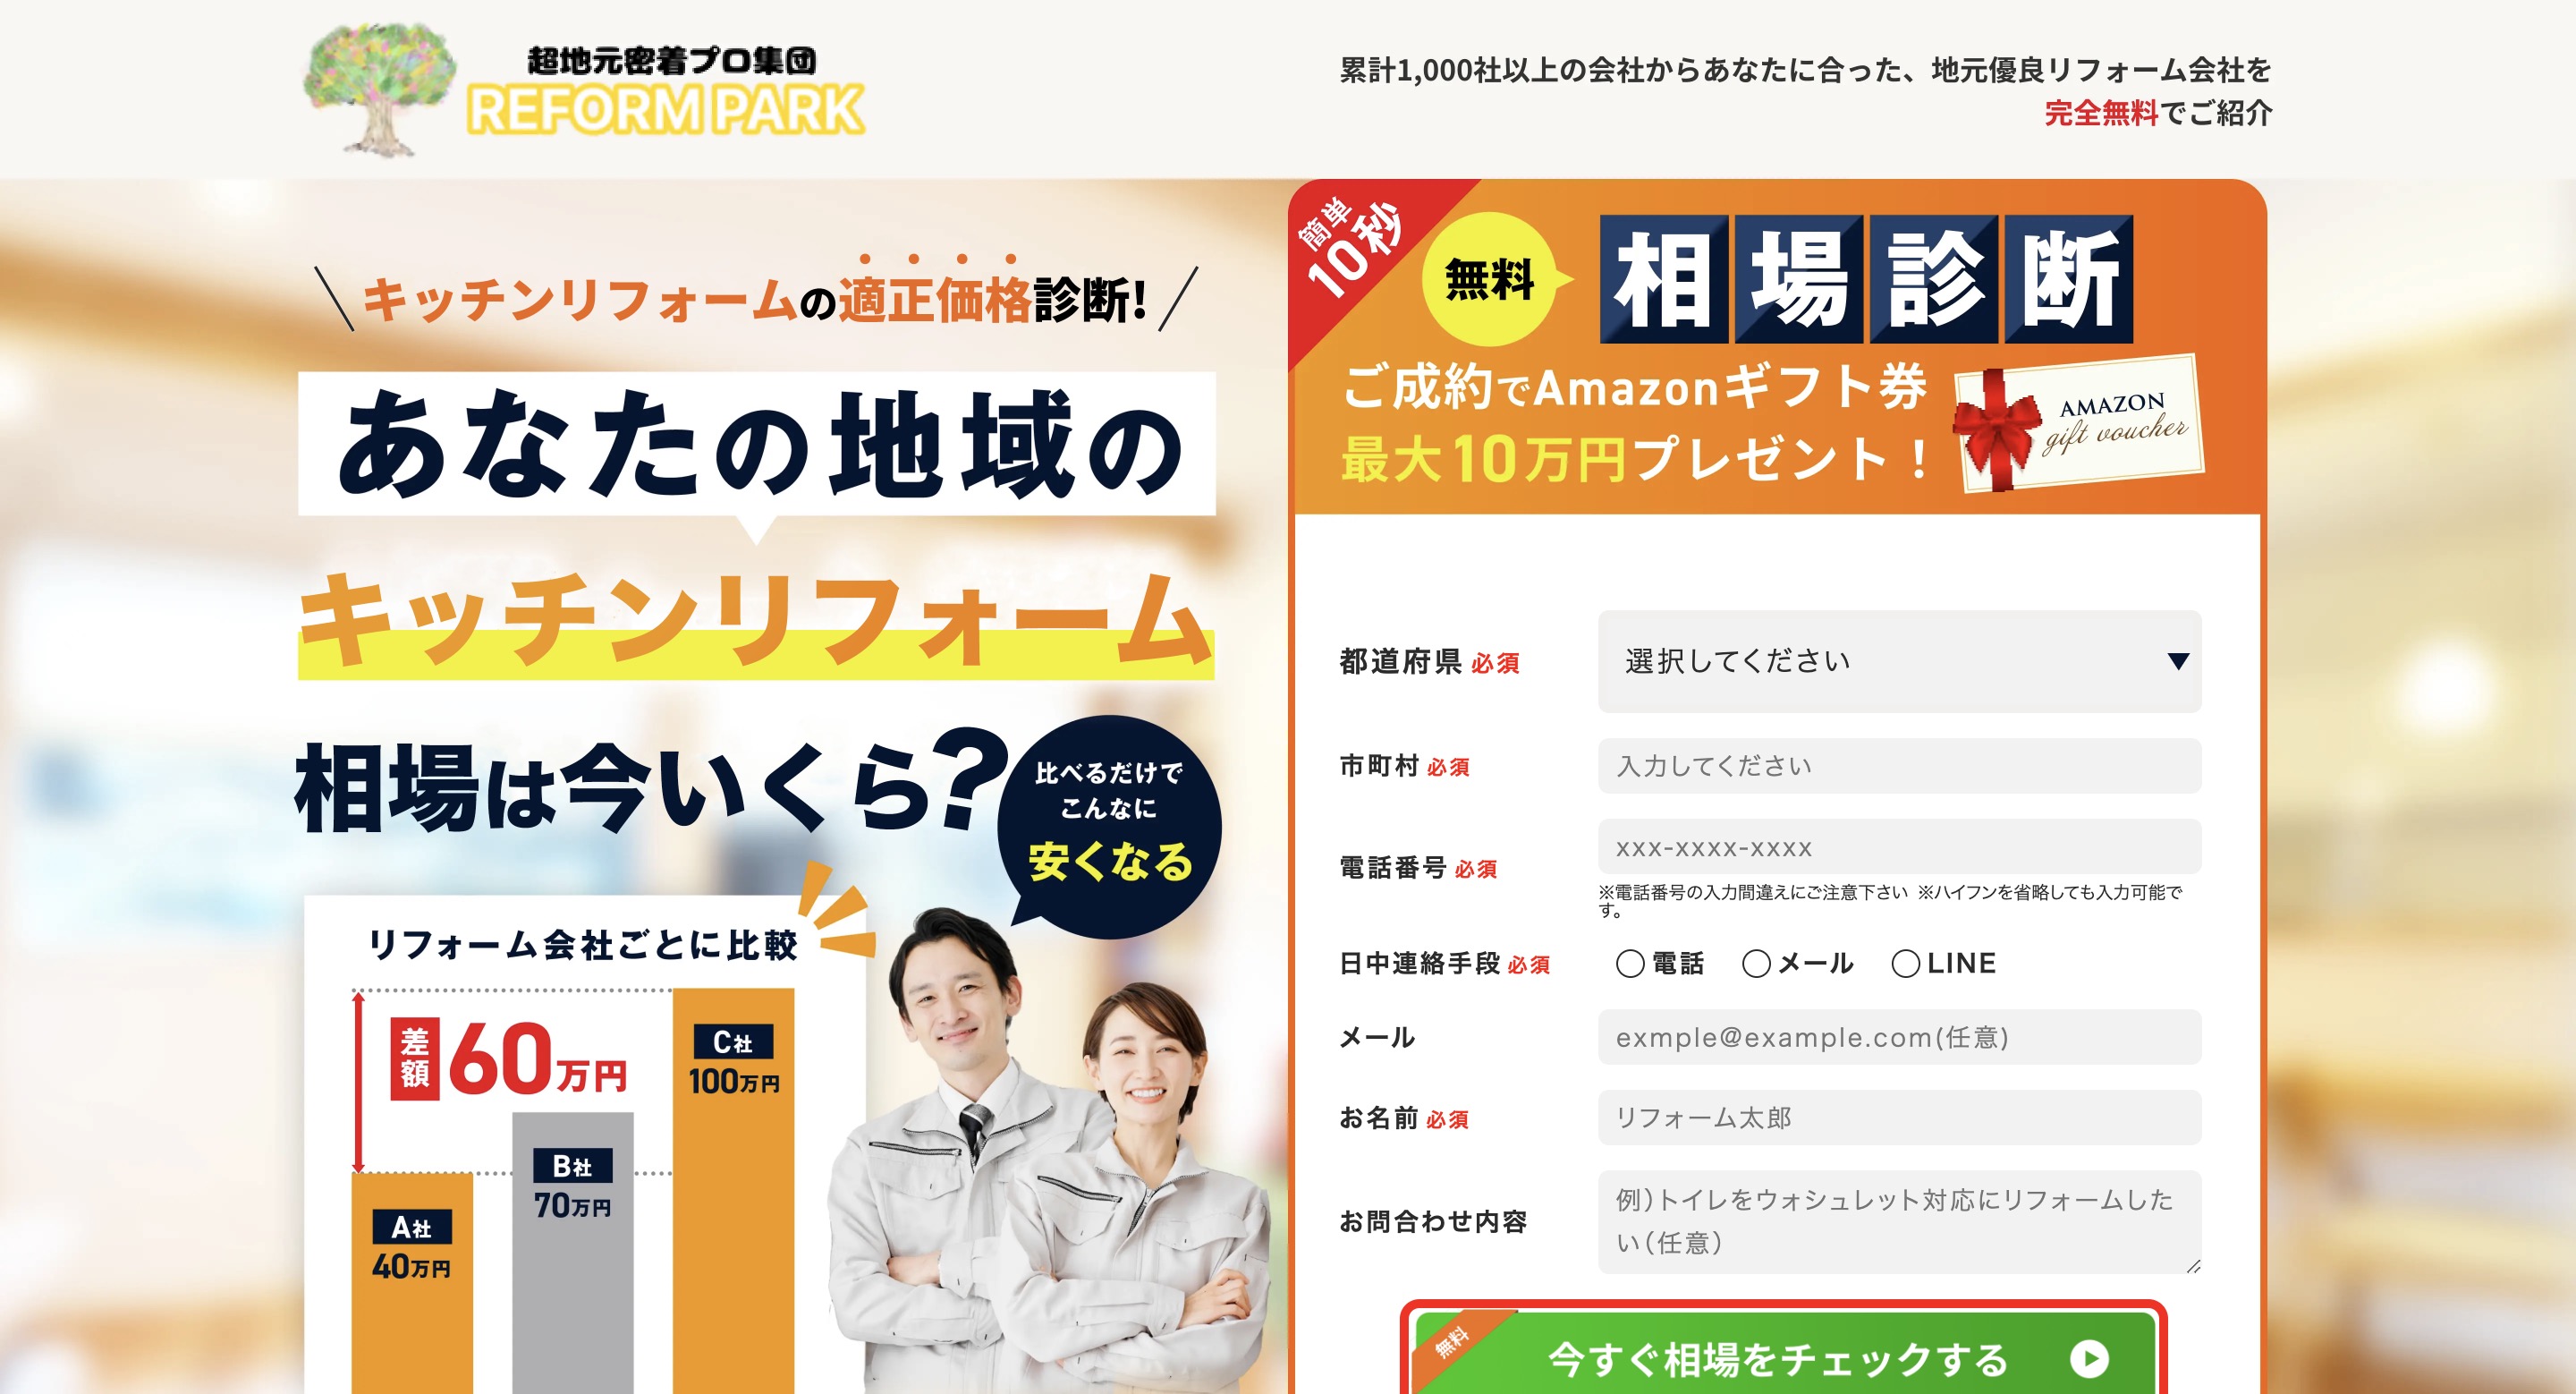 超地元密着プロ集団
REFORM PARK
累計1,000社以上の会社からあなたに合った、地元優良リフォーム会社を
完全無料でご紹介
キッチンリフォームの適正価格診断!
あなたの地域の
キッチンリフォーム
相場は今いくら?
比べるだけで
こんなに
安くなる
リフォーム会社ごとに比較
差額60万円
A社
40万円
B社
70万円
C社
100万円
簡単
10秒
無料
相場診断
ご成約でAmazonギフト券
最大10万円プレゼント!
AMAZON
gift voucher
都道府県 必須
選択してください
市町村 必須
入力してください
電話番号 必須
xxx-xxxx-xxxx
※電話番号の入力間違えにご注意下さい ※ハイフンを省略しても入力可能で
す。
日中連絡手段 必須
電話 メール LINE
メール
exmple@example.com(任意)
お名前 必須
リフォーム太郎
お問合わせ内容
例)トイレをウォシュレット対応にリフォームした
い(任意)
無料
今すぐ相場をチェックする